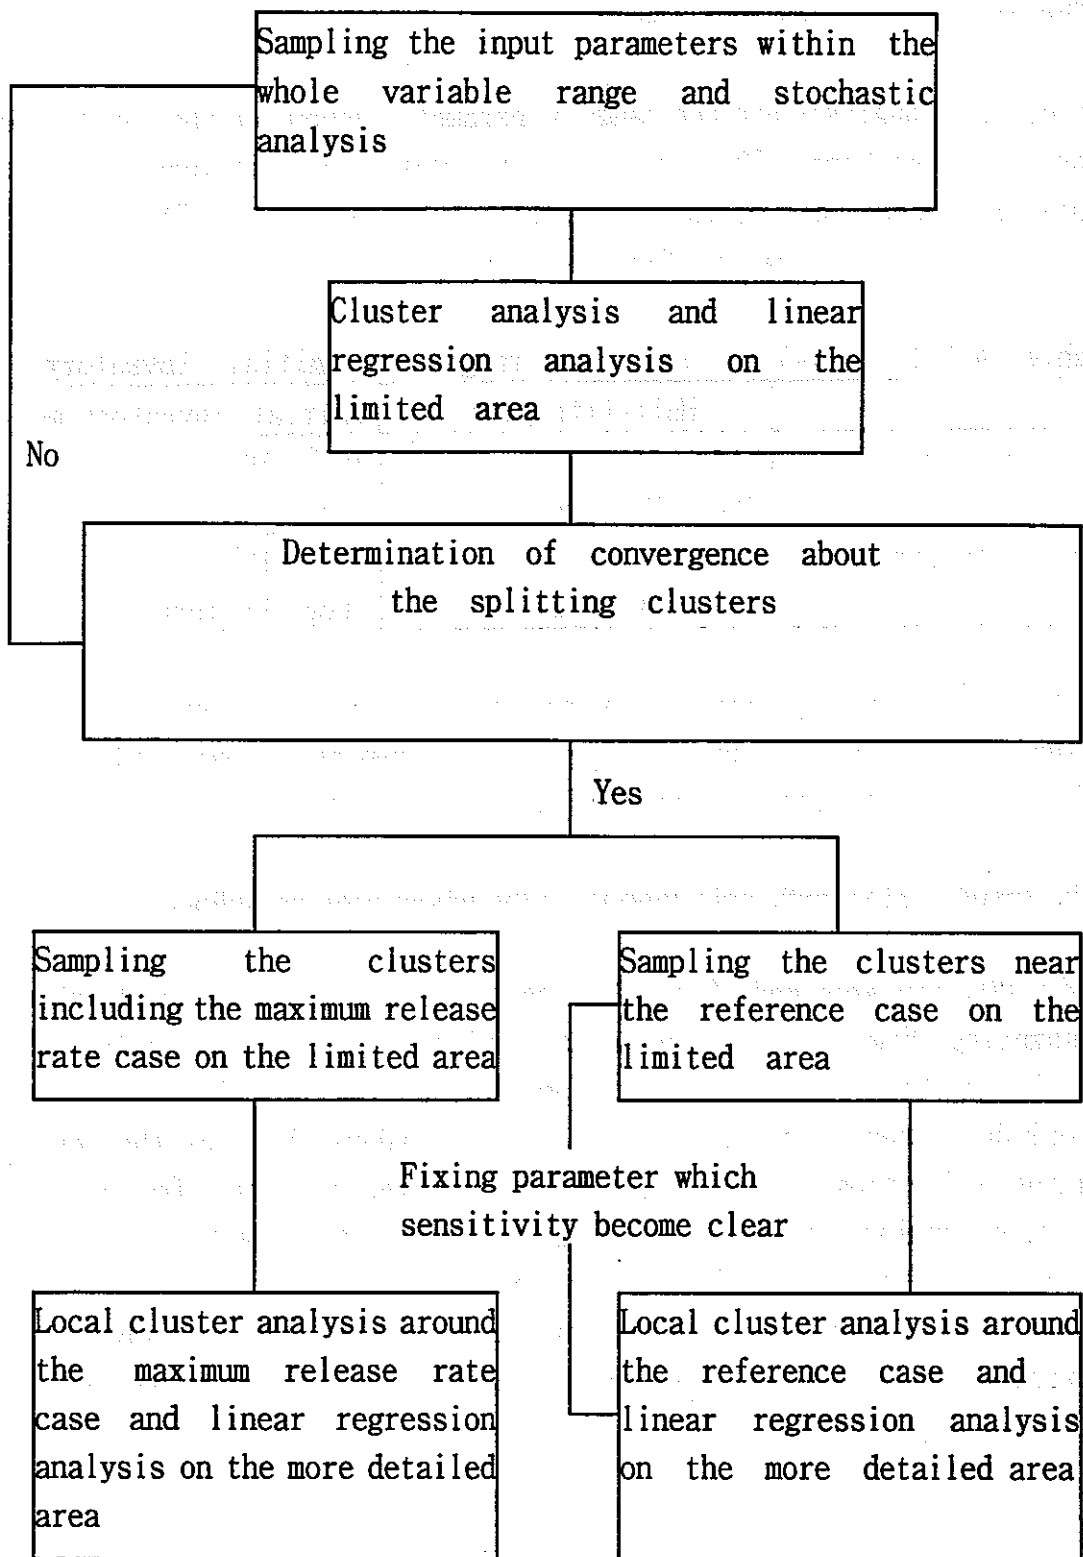 Sampling the input parameters within the
whole variable range and stochastic
analysis
Cluster analysis and linear
regression analysis on the
limited area
No
Determination of convergence about
the splitting clusters
Yes
Sampling the clusters
including the maximum release
rate case on the limited area
Sampling the clusters near
the reference case on the
limited area
Fixing parameter which
sensitivity become clear
Local cluster analysis around
the maximum release rate
case and linear regression
analysis on the more detailed
area
Local cluster analysis around
the reference case and
linear regression analysis
on the more detailed area